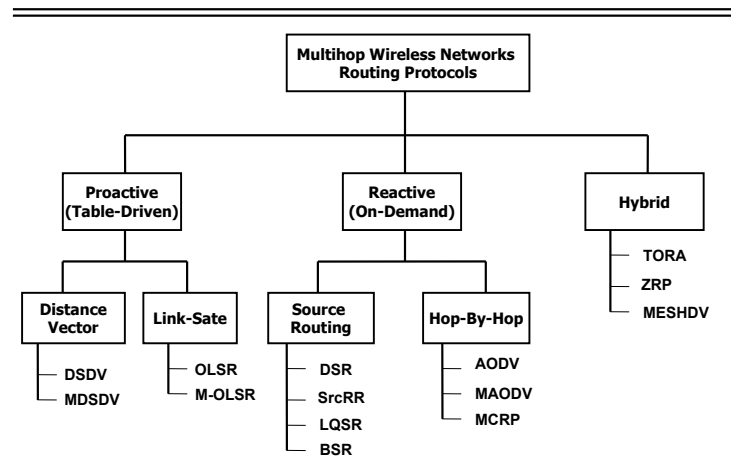 Multihop Wireless Networks
Routing Protocols
Proactive
(Table-Driven)
Reactive
(On-Demand)
Hybrid
TORA
ZRP
MESHDV
Distance
Vector
Link-Sate
Source
Routing
Hop-By-Hop
DSDV
MDSDV
OLSR
M-OLSR
DSR
SrcRR
LQSR
BSR
AODV
MAODV
MCRP